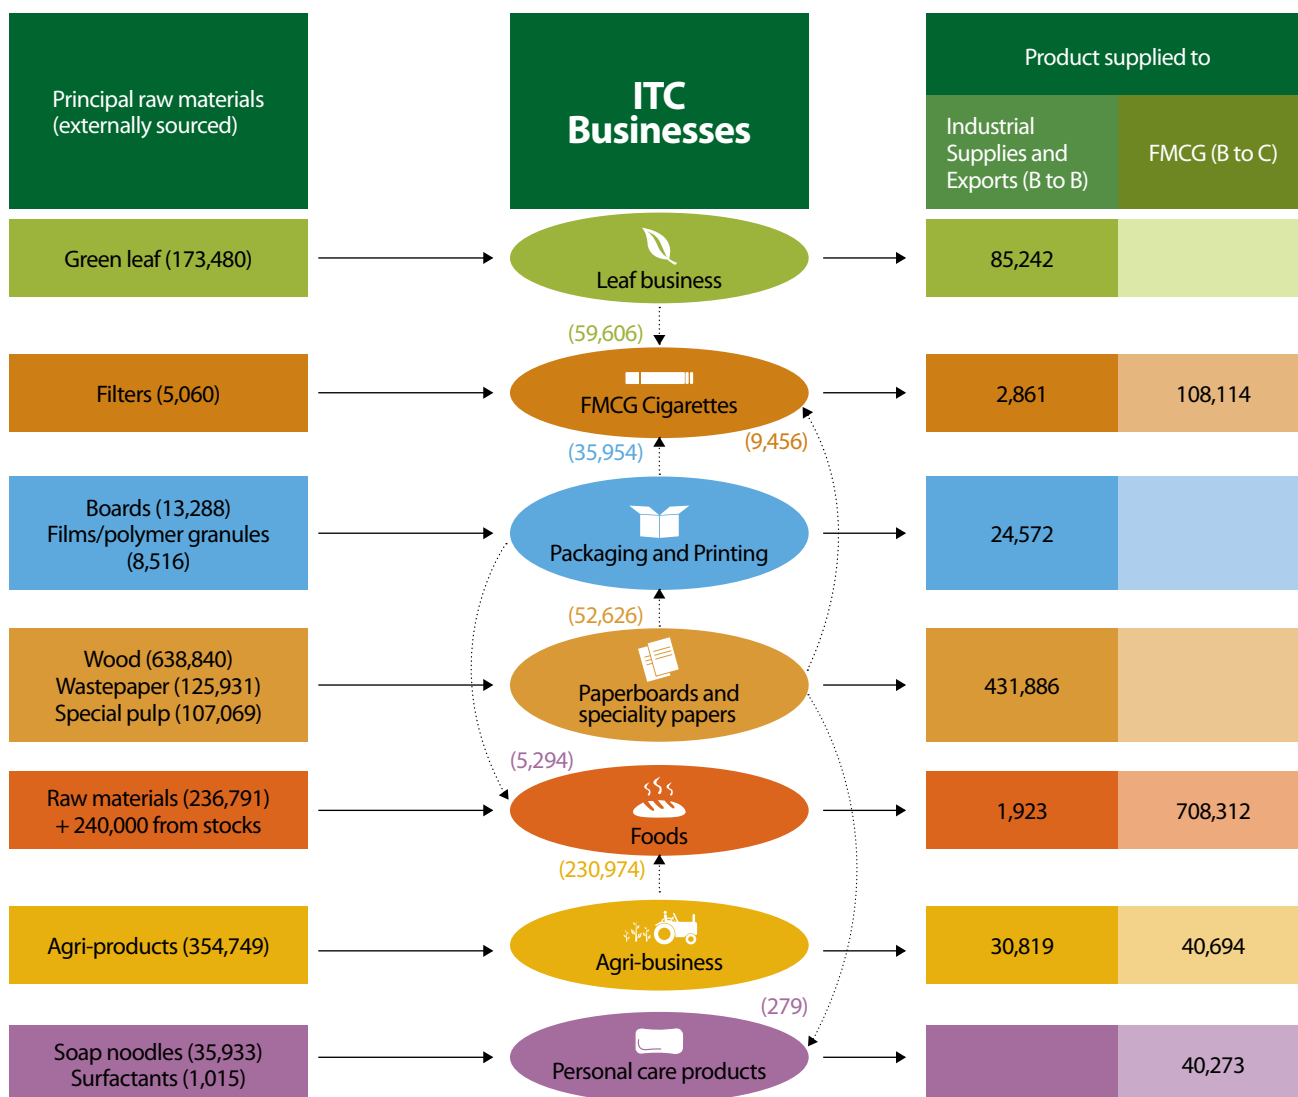 Principal raw materials
(externally sourced)
ITC
Businesses
Product supplied to
Industrial
Supplies and
Exports (B to B)
FMCG (B to C)
Green leaf (173,480)
Leaf business
85,242
(59,606)
Filters (5,060)
FMCG Cigarettes
2,861
108,114
(35,954)
(9,456)
Boards (13,288)
Films/polymer granules
(8,516)
Packaging and Printing
24,572
(52,626)
Wood (638,840)
Wastepaper (125,931)
Special pulp (107,069)
Paperboards and
speciality papers
431,886
(5,294)
Raw materials (236,791)
+ 240,000 from stocks
Foods
1,923
708,312
(230,974)
Agri-products (354,749)
Agri-business
30,819
40,694
(279)
Soap noodles (35,933)
Surfactants (1,015)
Personal care products
40,273